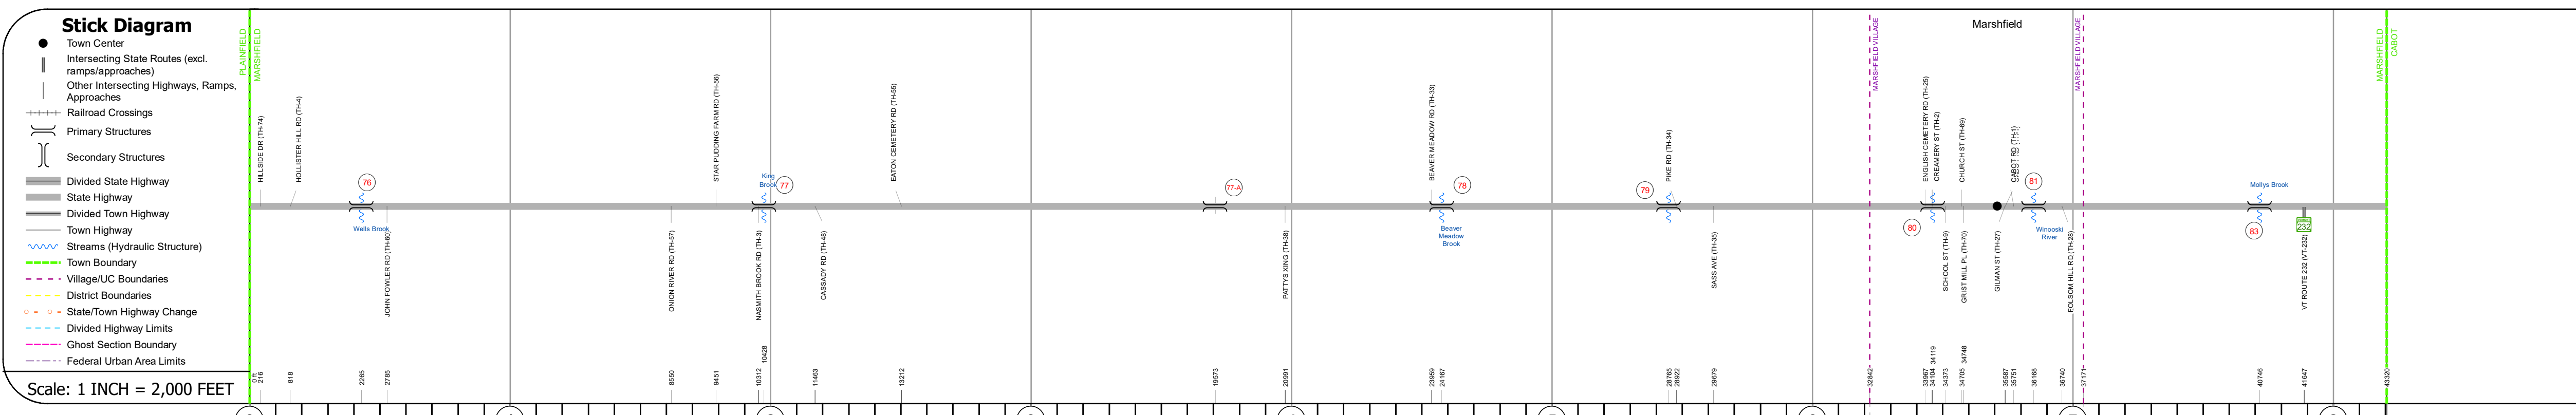 Stick Diagram
Town Center
Intersecting State Routes (excl.
ramps/approaches)
Other Intersecting Highways, Ramps,
Approaches
Railroad Crossings
Primary Structures
Secondary Structures
Divided State Highway
State Highway
Divided Town Highway
Town Highway
Streams (Hydraulic Structure)
Town Boundary
Village/UC Boundaries
District Boundaries
State/Town Highway Change
Divided Highway Limits
Ghost Section Boundary
Federal Urban Area Limits
Scale: 1 INCH = 2,000 FEET
PLAINFIELD
MARSHFIELD
HILLSIDE DR (TH-74)
HOLLISTER HILL RD (TH-4)
76
Wells Brook
JOHN FOWLER RD (TH-60)
ONION RIVER RD (TH-57)
STAR PUDDING FARM RD (TH-56)
King
Brook
77
NASMITH BROOK RD (TH-3)
CASSADY RD (TH-48)
EATON CEMETERY RD (TH-55)
77-A
PATTYS XING (TH-38)
BEAVER MEADOW RD (TH-33)
78
Beaver
Meadow
Brook
79
PIKE RD (TH-34)
SASS AVE (TH-35)
MARSHFIELD VILLAGE
Marshfield
ENGLISH CEMETERY RD (TH-25)
CREAMERY ST (TH-2)
CHURCH ST (TH-69)
CABOT RD (TH-1)
80
SCHOOL ST (TH-9)
GRIST MILL PL (TH-70)
GILMAN ST (TH-27)
81
Winooski
River
FOLSOM HILL RD (TH-28)
MARSHFIELD VILLAGE
Mollys Brook
83
232
VT ROUTE 232 (VT-232)
MARSHFIELD
CABOT
0 ft
216
818
2265
2785
8550
9451
10312
10428
11463
13212
19573
20991
23959
24167
28765
28922
29679
32842
33967
34104
34119
34373
34705
34748
35587
35751
36168
36740
37171
40746
41647
43320